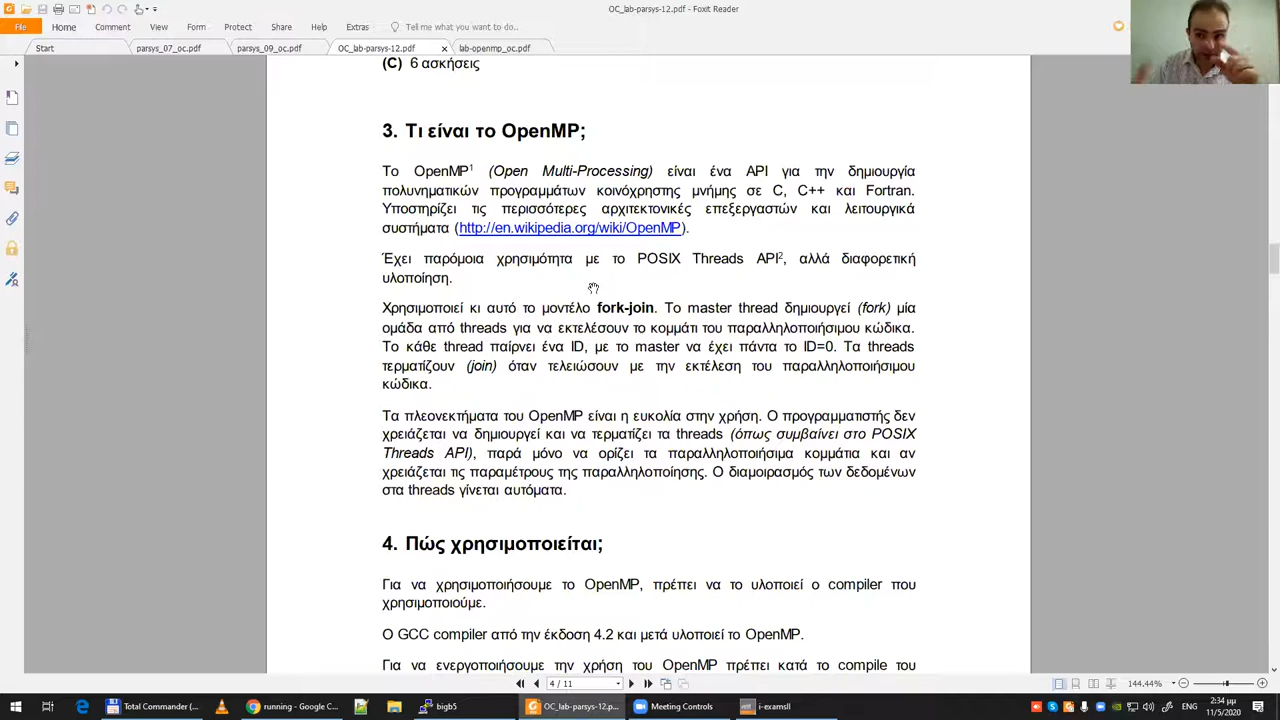 OC_lab-parsys-12.pdf - Foxit Reader
File Home Comment View Form Protect Share Help Extras Tell me what you want to do...
Start parsys_07_oc.pdf parsys_09_oc.pdf OC_lab-parsys-12.pdf lab-openmp_oc.pdf
(C) 6 ασκήσεις
3. Τι είναι το OpenMP;
Το OpenMP1 (Open Multi-Processing) είναι ένα API για την δημιουργία
πολυνηματικών προγραμμάτων κοινόχρηστης μνήμης σε C, C++ και Fortran.
Υποστηρίζει τις περισσότερες αρχιτεκτονικές επεξεργαστών και λειτουργικά
συστήματα (http://en.wikipedia.org/wiki/OpenMP).
Έχει παρόμοια χρησιμότητα με το POSIX Threads API2, αλλά διαφορετική
υλοποίηση.
Χρησιμοποιεί κι αυτό το μοντέλο fork-join. Το master thread δημιουργεί (fork) μία
ομάδα από threads για να εκτελέσουν το κομμάτι του παραλληλοποιήσιμου κώδικα.
Το κάθε thread παίρνει ένα ID, με το master να έχει πάντα το ID=0. Τα threads
τερματίζουν (join) όταν τελειώσουν με την εκτέλεση του παραλληλοποιήσιμου
κώδικα.
Τα πλεονεκτήματα του OpenMP είναι η ευκολία στην χρήση. Ο προγραμματιστής δεν
χρειάζεται να δημιουργεί και να τερματίζει τα threads (όπως συμβαίνει στο POSIX
Threads API), παρά μόνο να ορίζει τα παραλληλοποιήσιμα κομμάτια και αν
χρειάζεται τις παραμέτρους της παραλληλοποίησης. Ο διαμοιρασμός των δεδομένων
στα threads γίνεται αυτόματα.
4. Πώς χρησιμοποιείται;
Για να χρησιμοποιήσουμε το OpenMP, πρέπει να το υλοποιεί ο compiler που
χρησιμοποιούμε.
Ο GCC compiler από την έκδοση 4.2 και μετά υλοποιεί το OpenMP.
Για να ενεργοποιήσουμε την χρήση του OpenMP πρέπει κατά το compile του
4 / 11 144.44%
Total Commander (... running - Google C... bigb5 OC_lab-parsys-12.p... Meeting Controls i-examsll ΕΛ 2:34 μμ
11/5/2020